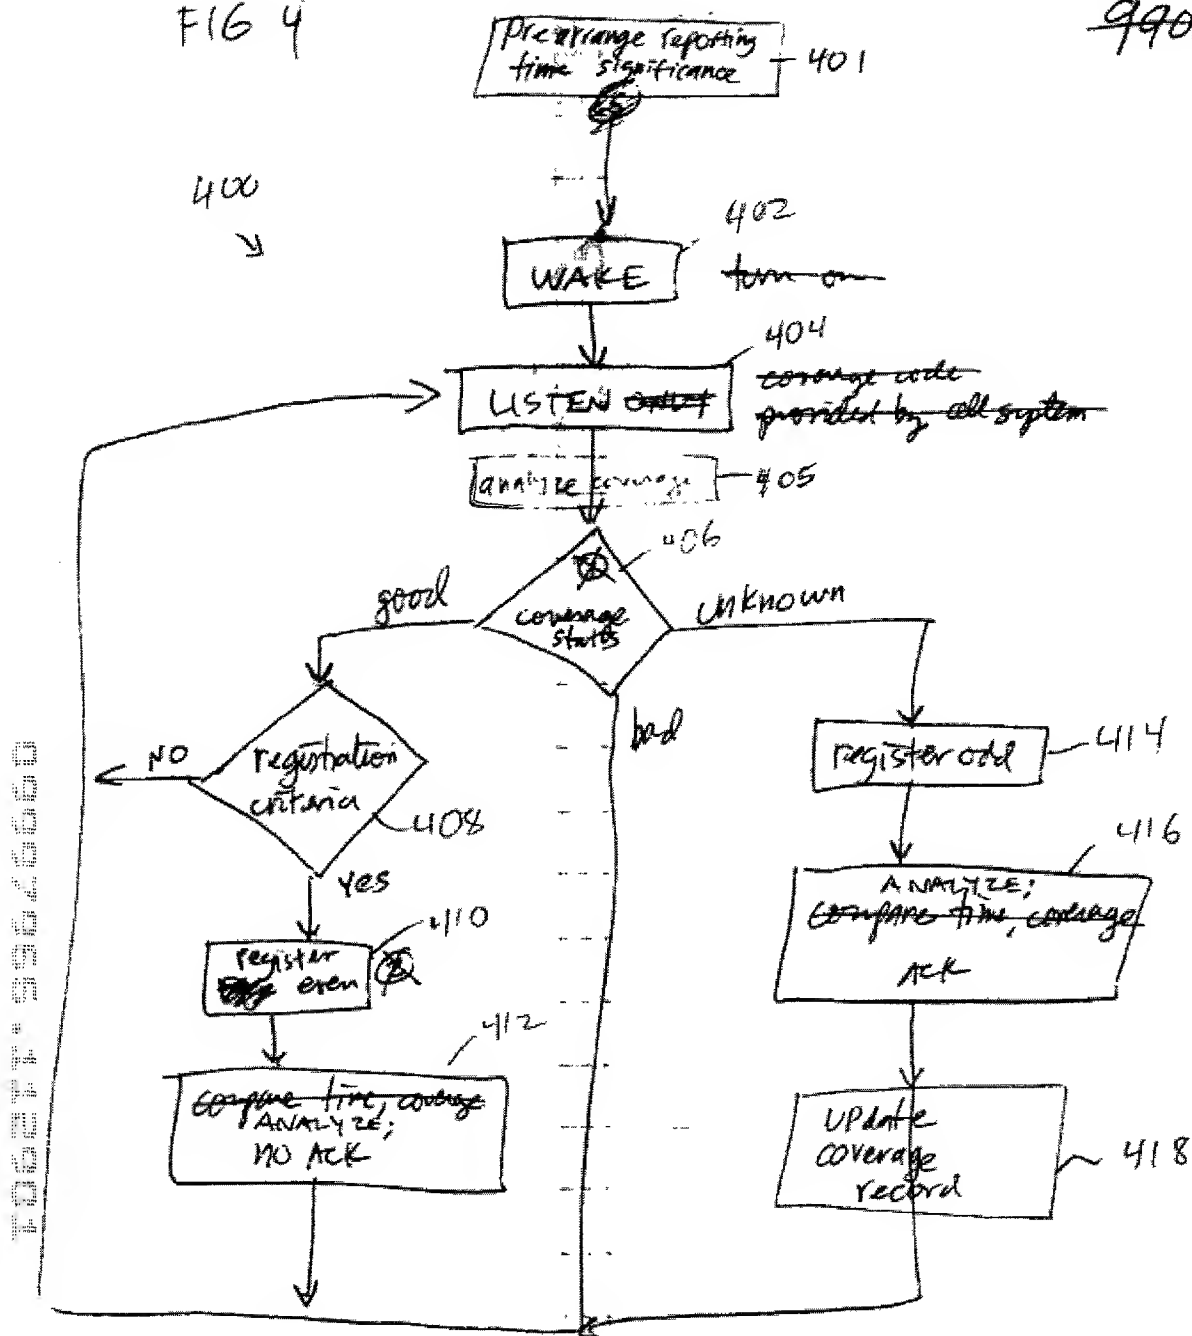 FIG 4
990
Prearrange reporting
time significance
401
400
402
WAKE
turn on
404
LISTEN ONLY
coverage code
provided by cell system
analyze coverage
405
406
coverage
status
good
unknown
bad
registration
criteria
NO
408
yes
register odd
414
416
ANALYZE;
compare time, coverage
ACK
410
register
even
412
compare time, coverage
ANALYZE;
NO ACK
UPdate
coverage
record
418